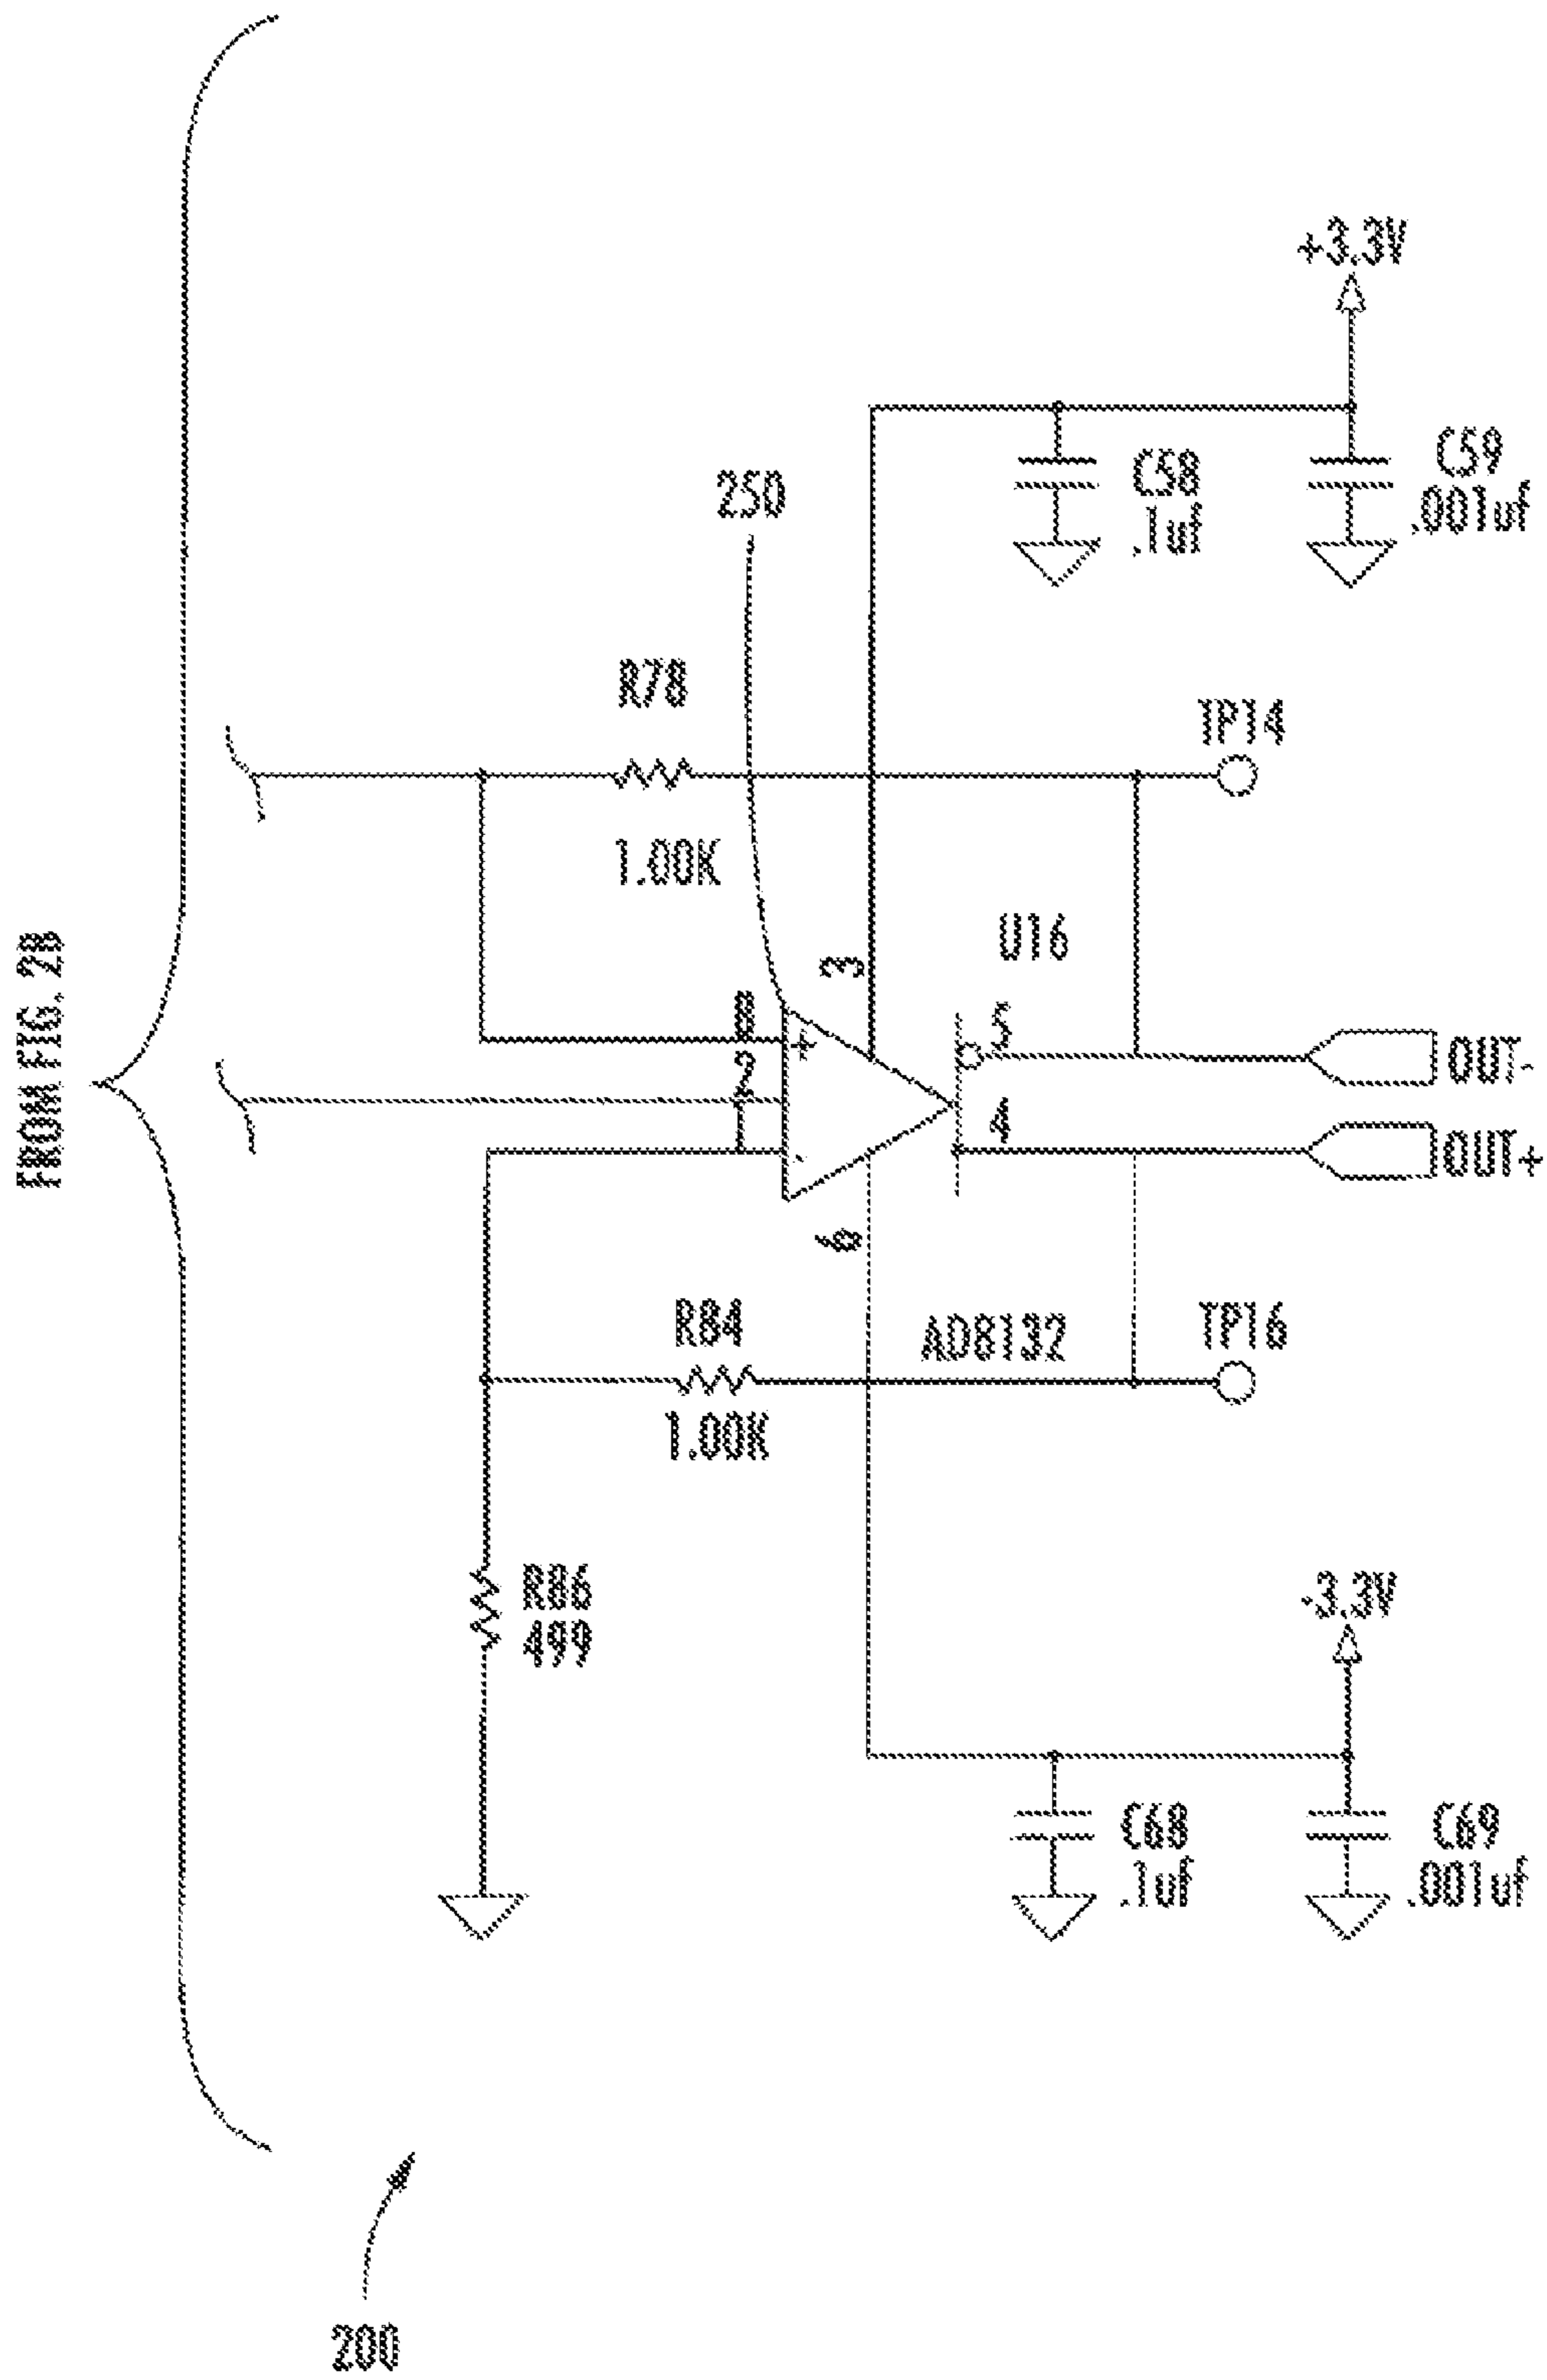 FROM FIG. 2B
+3.3V
C59
.001uf
C58
.1uf
250
R78
1.00K
TP14
U16
3
8
+
2
1
-
5
4
6
OUT-
OUT+
R84
1.00K
AD8132
TP16
R86
499
-3.3V
C68
.1uf
C69
.001uf
200